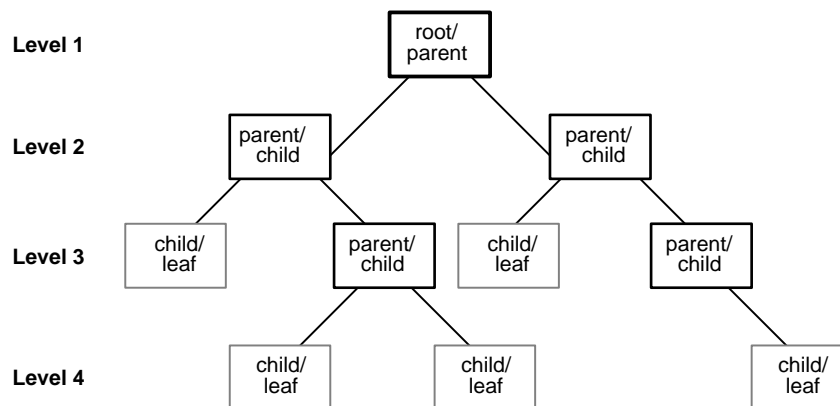 Level 1
root/
parent
Level 2
parent/
child
parent/
child
Level 3
child/
leaf
parent/
child
child/
leaf
parent/
child
Level 4
child/
leaf
child/
leaf
child/
leaf